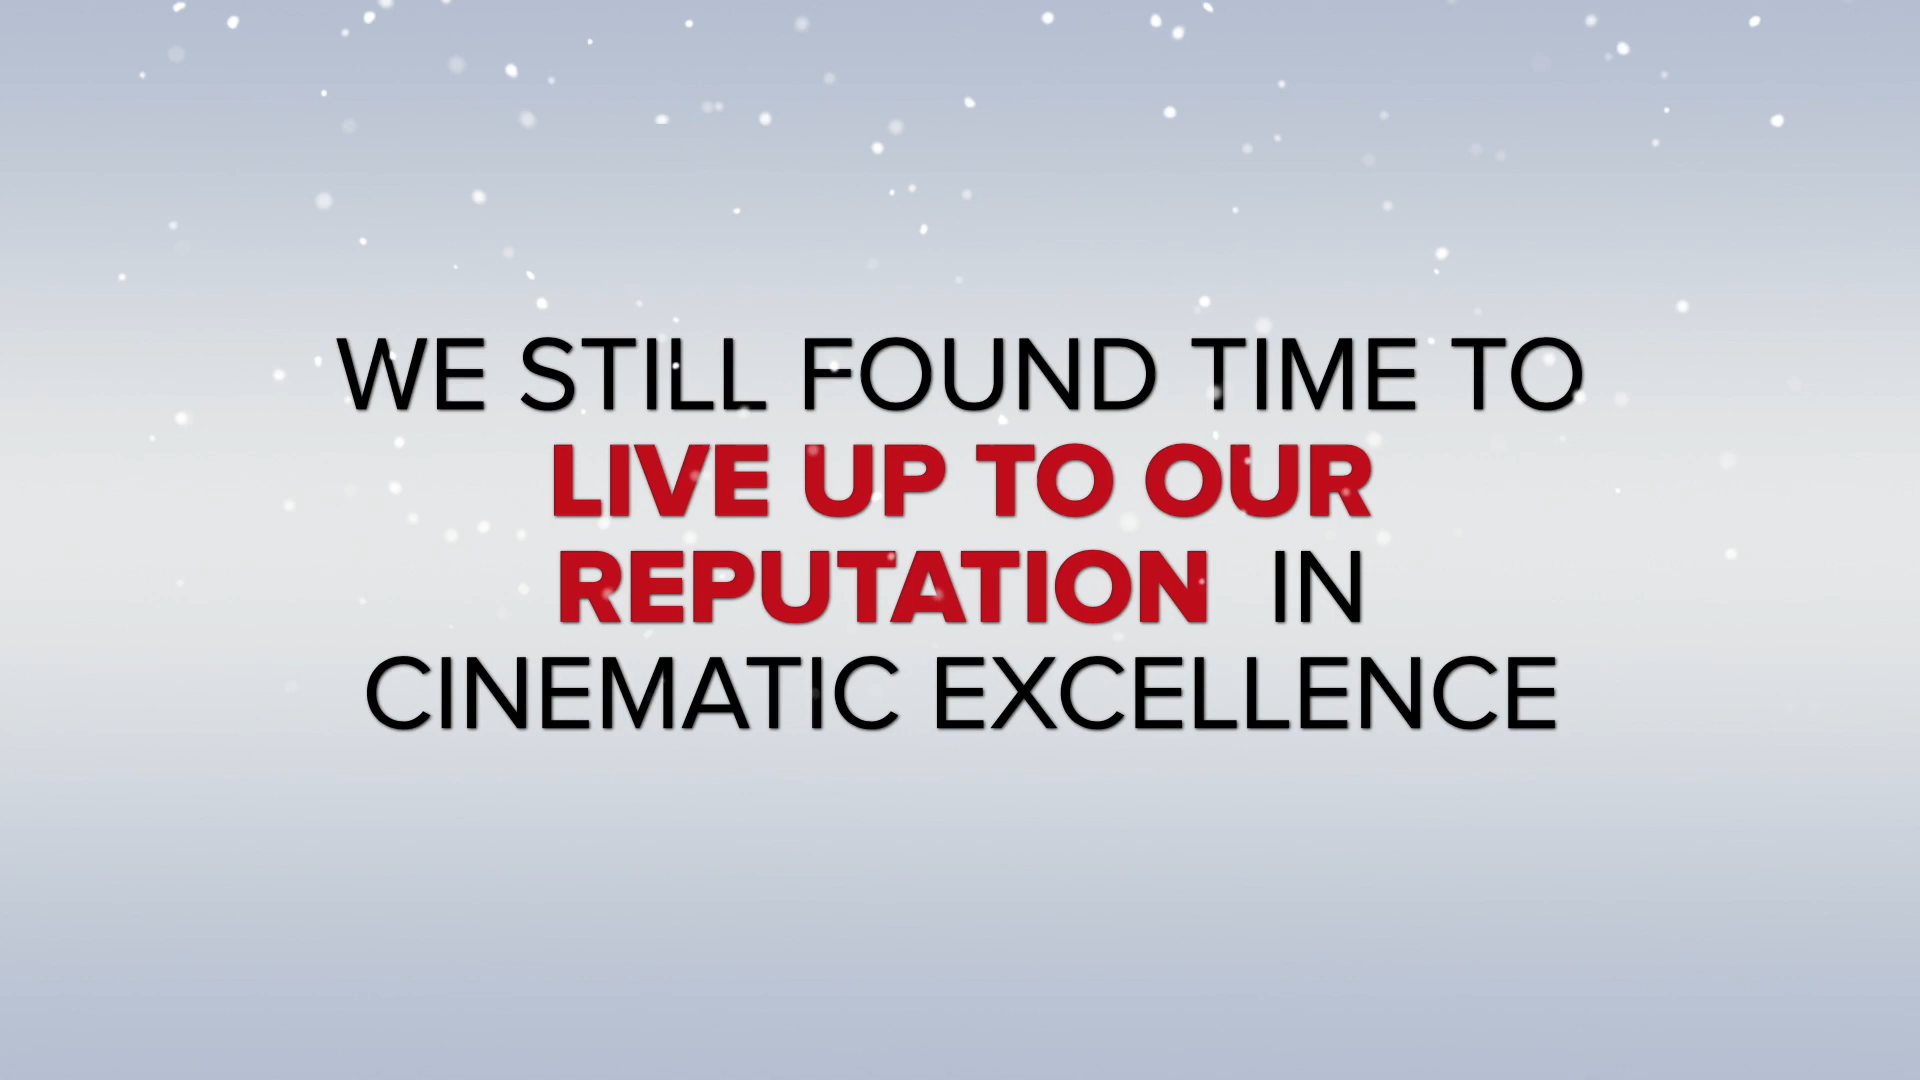 WE STILL FOUND TIME TO
LIVE UP TO OUR
REPUTATION IN
CINEMATIC EXCELLENCE